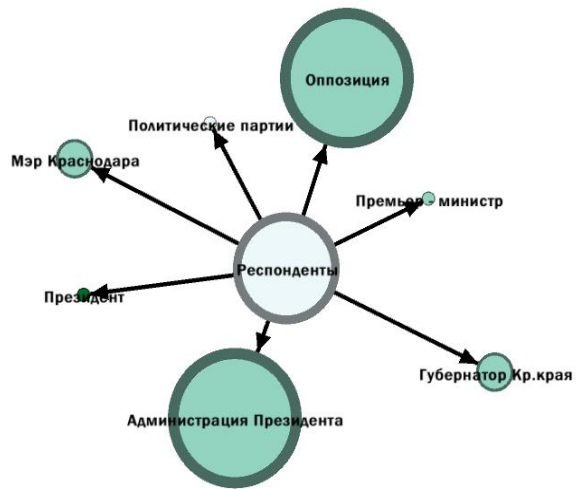 Оппозиция
Политические партии
Мэр Краснодара
Премьер - министр
Респонденты
Президент
Губернатор Кр.края
Администрация Президента